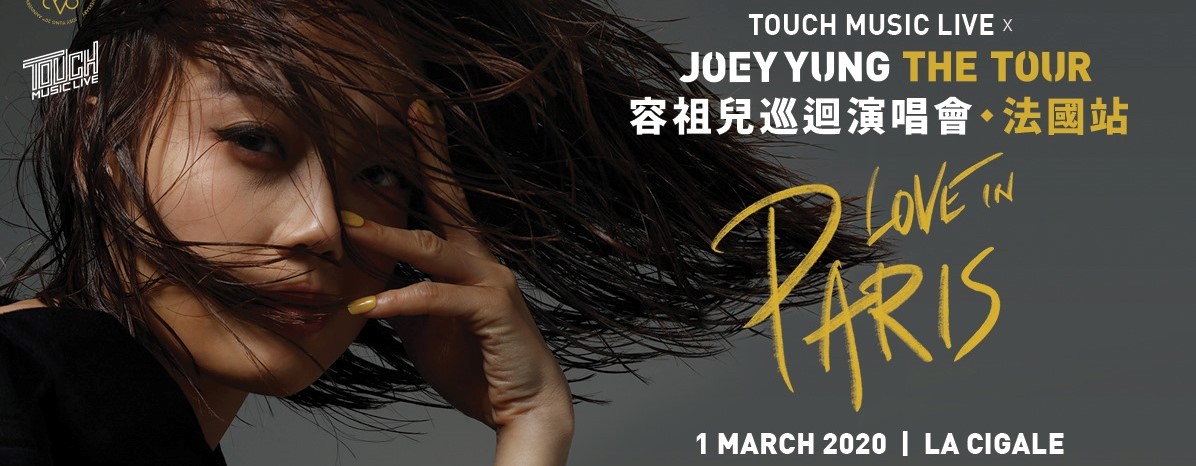 TOUCH
MUSIC LIVE
TOUCH MUSIC LIVE x
JOEY YUNG THE TOUR
容祖兒巡迴演唱會・法國站
LOVE IN
PARIS
1 MARCH 2020 | LA CIGALE